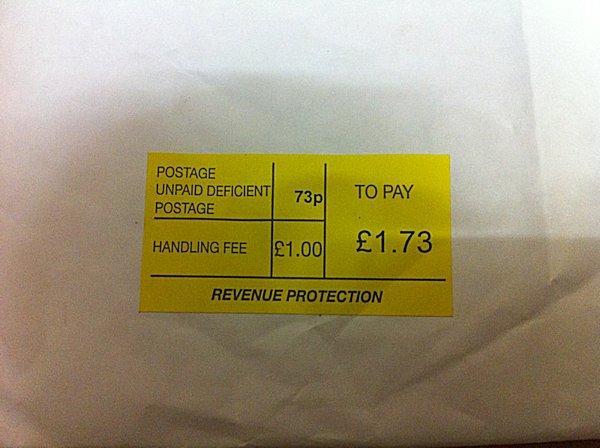 POSTAGE
UNPAID DEFICIENT
POSTAGE
73p
TO PAY
HANDLING FEE
£1.00
£1.73
REVENUE PROTECTION